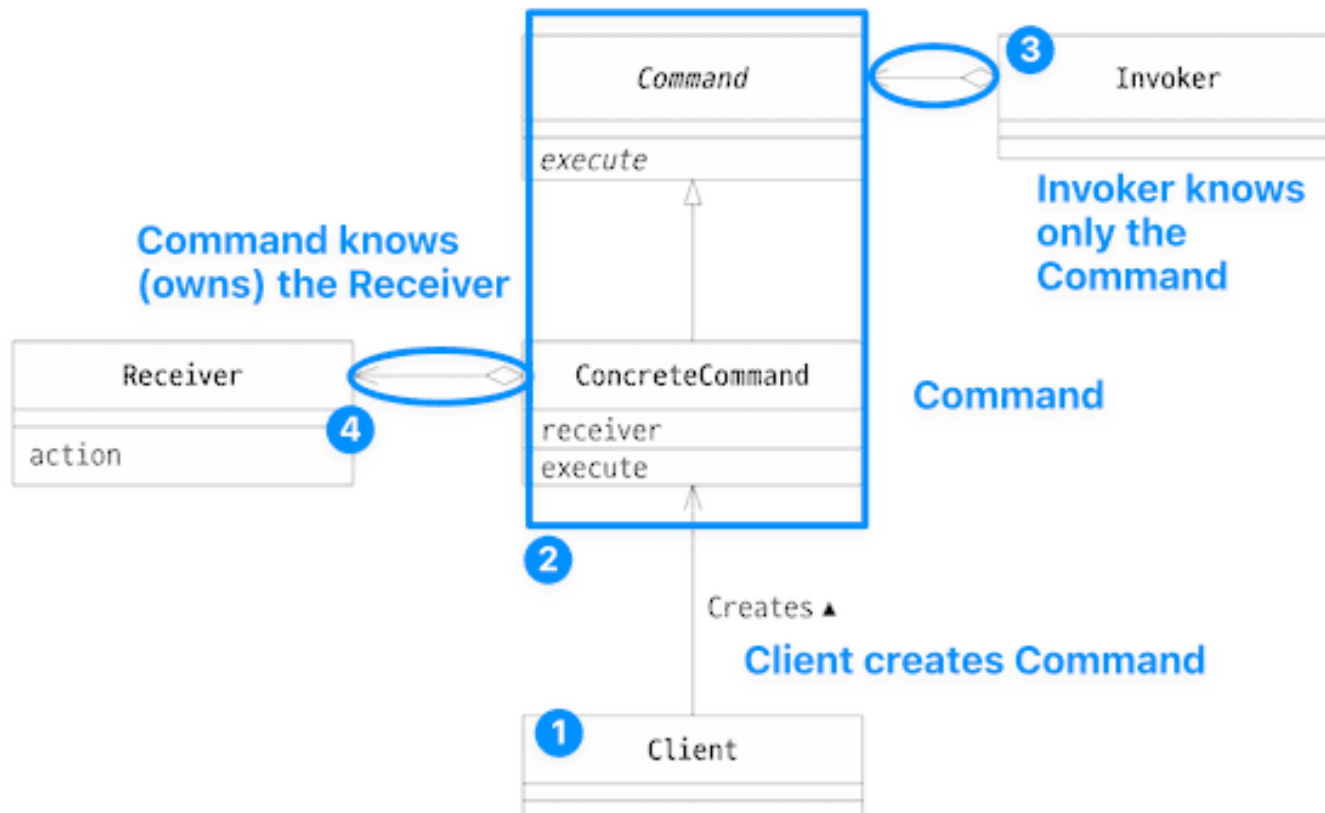 Command
3
Invoker
execute
Invoker knows
only the
Command
Command knows
(owns) the Receiver
Receiver
ConcreteCommand
Command
4
receiver
action
execute
2
Creates ▲
Client creates Command
1
Client